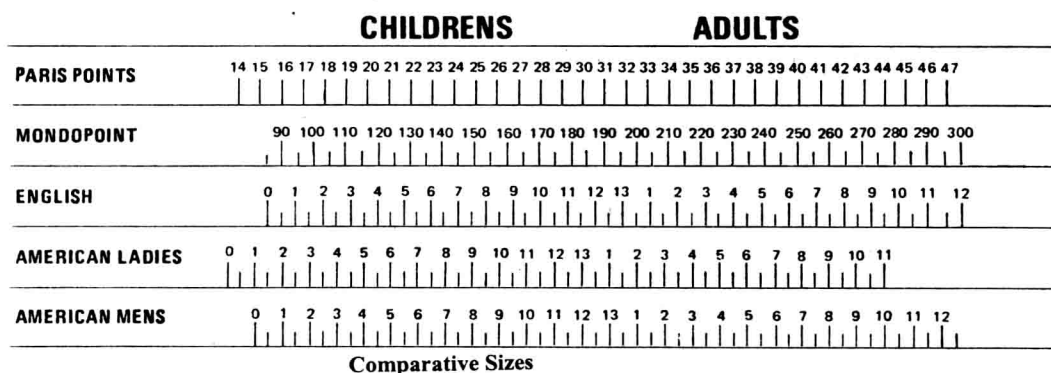 CHILDRENS ADULTS
PARIS POINTS 14 15 16 17 18 19 20 21 22 23 24 25 26 27 28 29 30 31 32 33 34 35 36 37 38 39 40 41 42 43 44 45 46 47
MONDOPOINT 90 100 110 120 130 140 150 160 170 180 190 200 210 220 230 240 250 260 270 280 290 300
ENGLISH 0 1 2 3 4 5 6 7 8 9 10 11 12 13 1 2 3 4 5 6 7 8 9 10 11 12
AMERICAN LADIES 0 1 2 3 4 5 6 7 8 9 10 11 12 13 1 2 3 4 5 6 7 8 9 10 11
AMERICAN MENS 0 1 2 3 4 5 6 7 8 9 10 11 12 13 1 2 3 4 5 6 7 8 9 10 11 12
Comparative Sizes